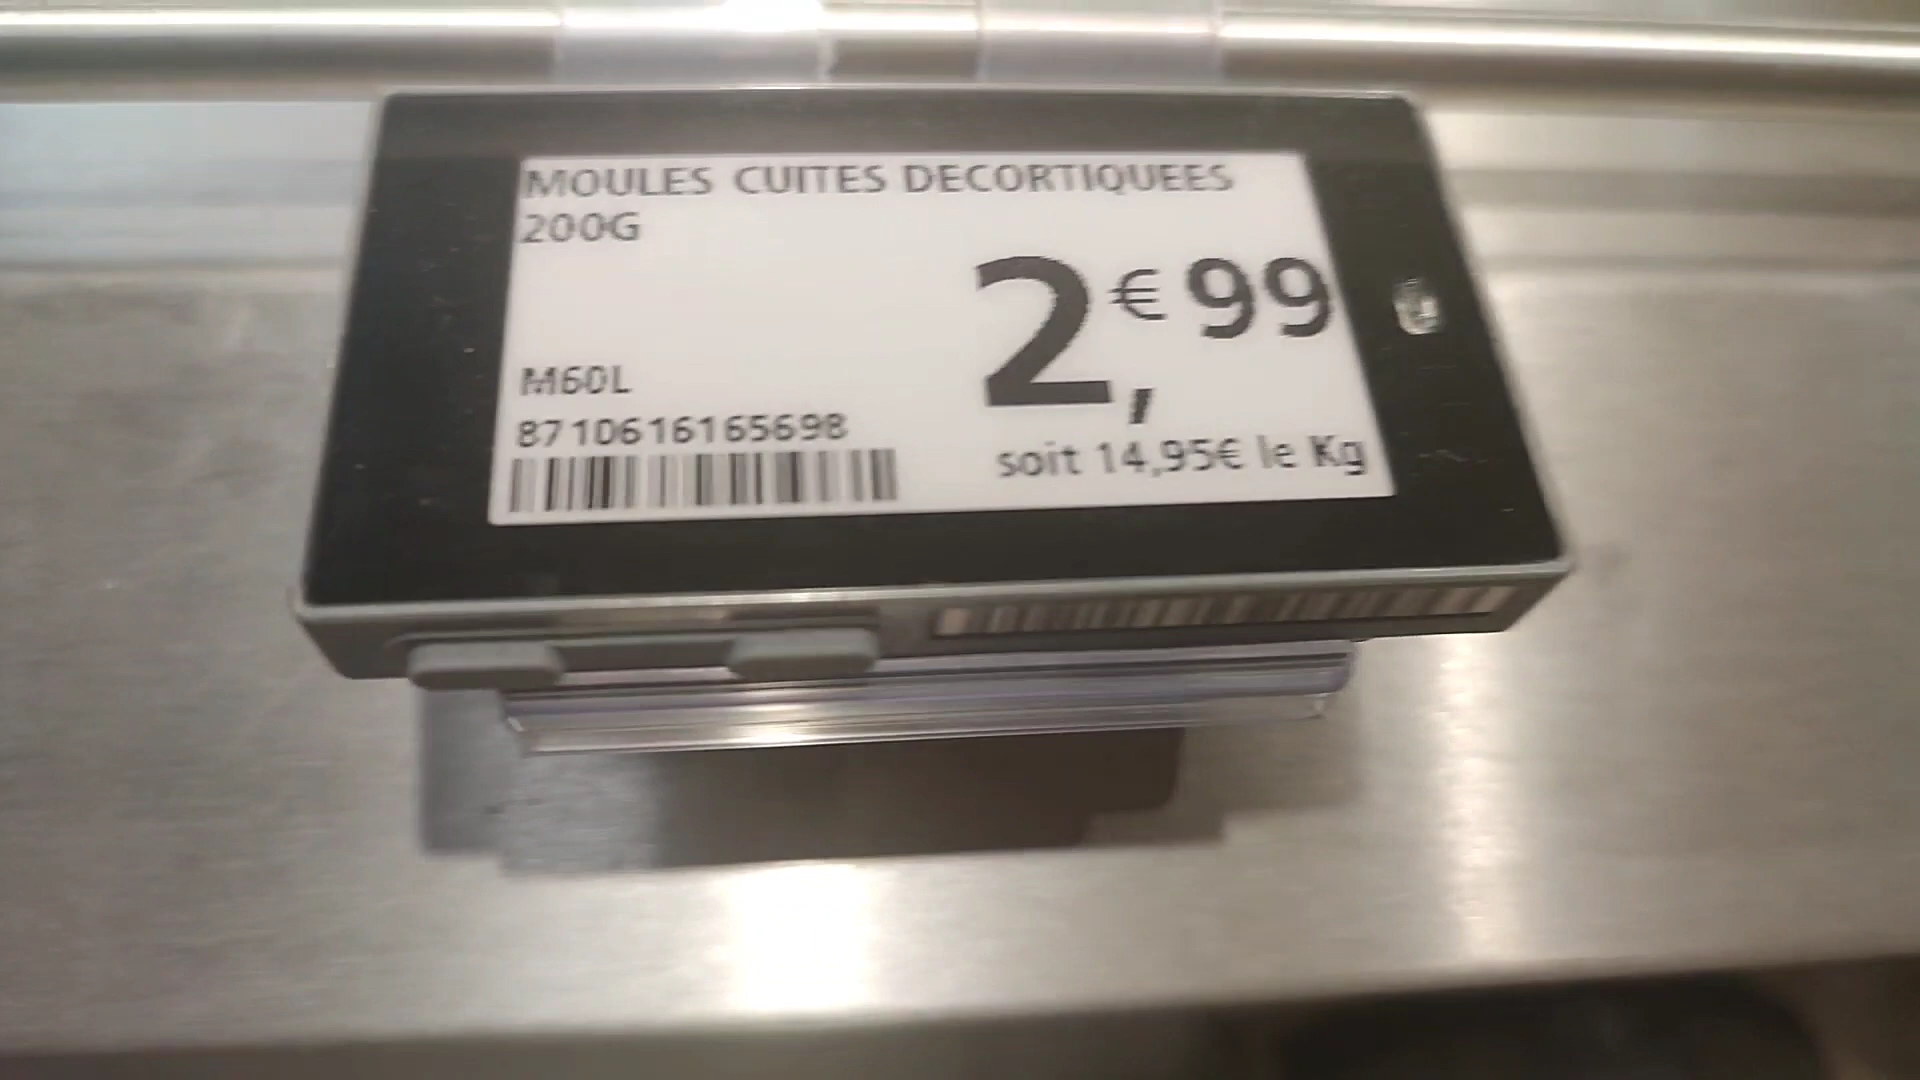 MOULES CUITES DECORTIQUEES
200G
2,€99
M60L
8710616165698
soit 14,95€ le Kg